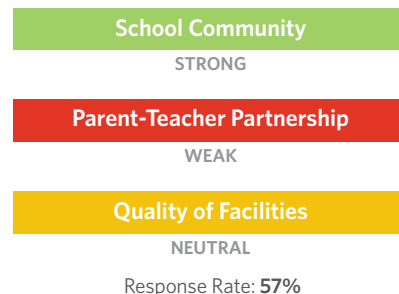 School Community
STRONG
Parent-Teacher Partnership
WEAK
Quality of Facilities
NEUTRAL
Response Rate: 57%